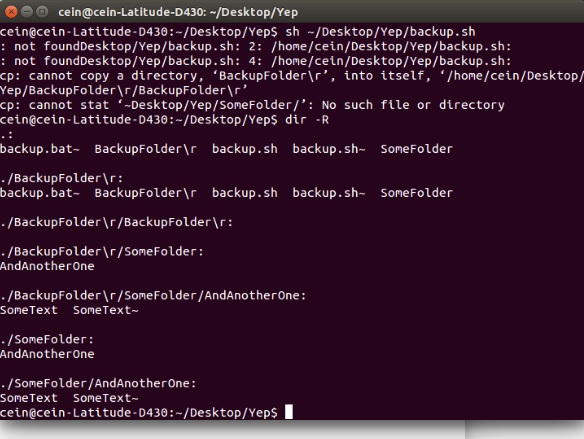 cein@cein-Latitude-D430: ~/Desktop/Yep
cein@cein-Latitude-D430:~/Desktop/Yep$ sh ~/Desktop/Yep/backup.sh
: not foundDesktop/Yep/backup.sh: 2: /home/cein/Desktop/Yep/backup.sh:
: not foundDesktop/Yep/backup.sh: 4: /home/cein/Desktop/Yep/backup.sh:
cp: cannot copy a directory, ‘BackupFolder\r’, into itself, ‘/home/cein/Desktop/
Yep/BackupFolder\r/BackupFolder\r’
cp: cannot stat ‘~Desktop/Yep/SomeFolder/’: No such file or directory
cein@cein-Latitude-D430:~/Desktop/Yep$ dir -R
.:
backup.bat~  BackupFolder\r  backup.sh  backup.sh~  SomeFolder
./BackupFolder\r:
backup.bat~  BackupFolder\r  backup.sh  backup.sh~  SomeFolder
./BackupFolder\r/BackupFolder\r:
./BackupFolder\r/SomeFolder:
AndAnotherOne
./BackupFolder\r/SomeFolder/AndAnotherOne:
SomeText  SomeText~
./SomeFolder:
AndAnotherOne
./SomeFolder/AndAnotherOne:
SomeText  SomeText~
cein@cein-Latitude-D430:~/Desktop/Yep$